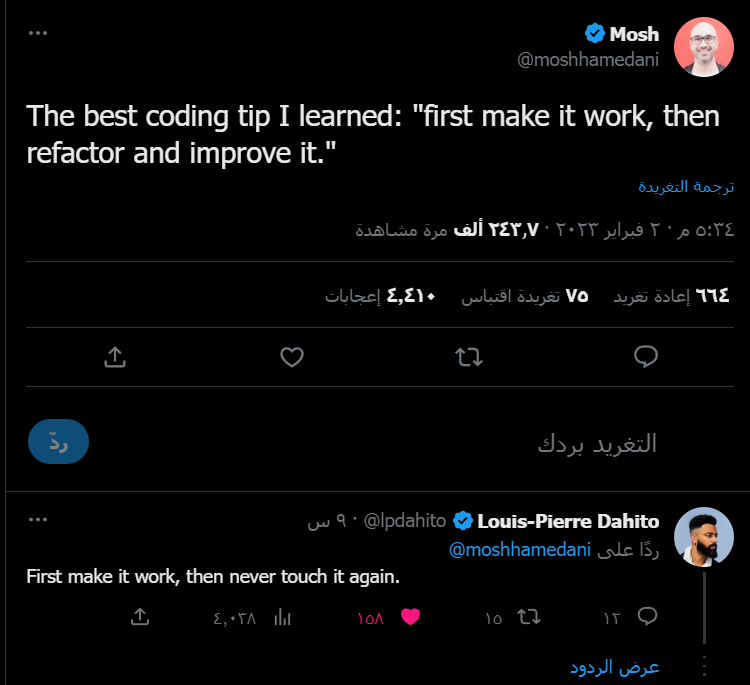 Mosh
@moshhamedani
The best coding tip I learned: "first make it work, then
refactor and improve it."
ترجمة التغريدة
٥:٣٤ م · ٢ فبراير ٢٠٢٣ · ٢٤٣,٧ ألف مرة مشاهدة
٦٦٤ إعادة تغريد ٧٥ تغريدة اقتباس ٤,٤١٠ إعجابات
التغريد بردك
ردّ
Louis-Pierre Dahito @lpdahito · ٩ س
ردًا على @moshhamedani
First make it work, then never touch it again.
١٢ ١٥ ١٥٨ ٤,٠٣٨
عرض الردود